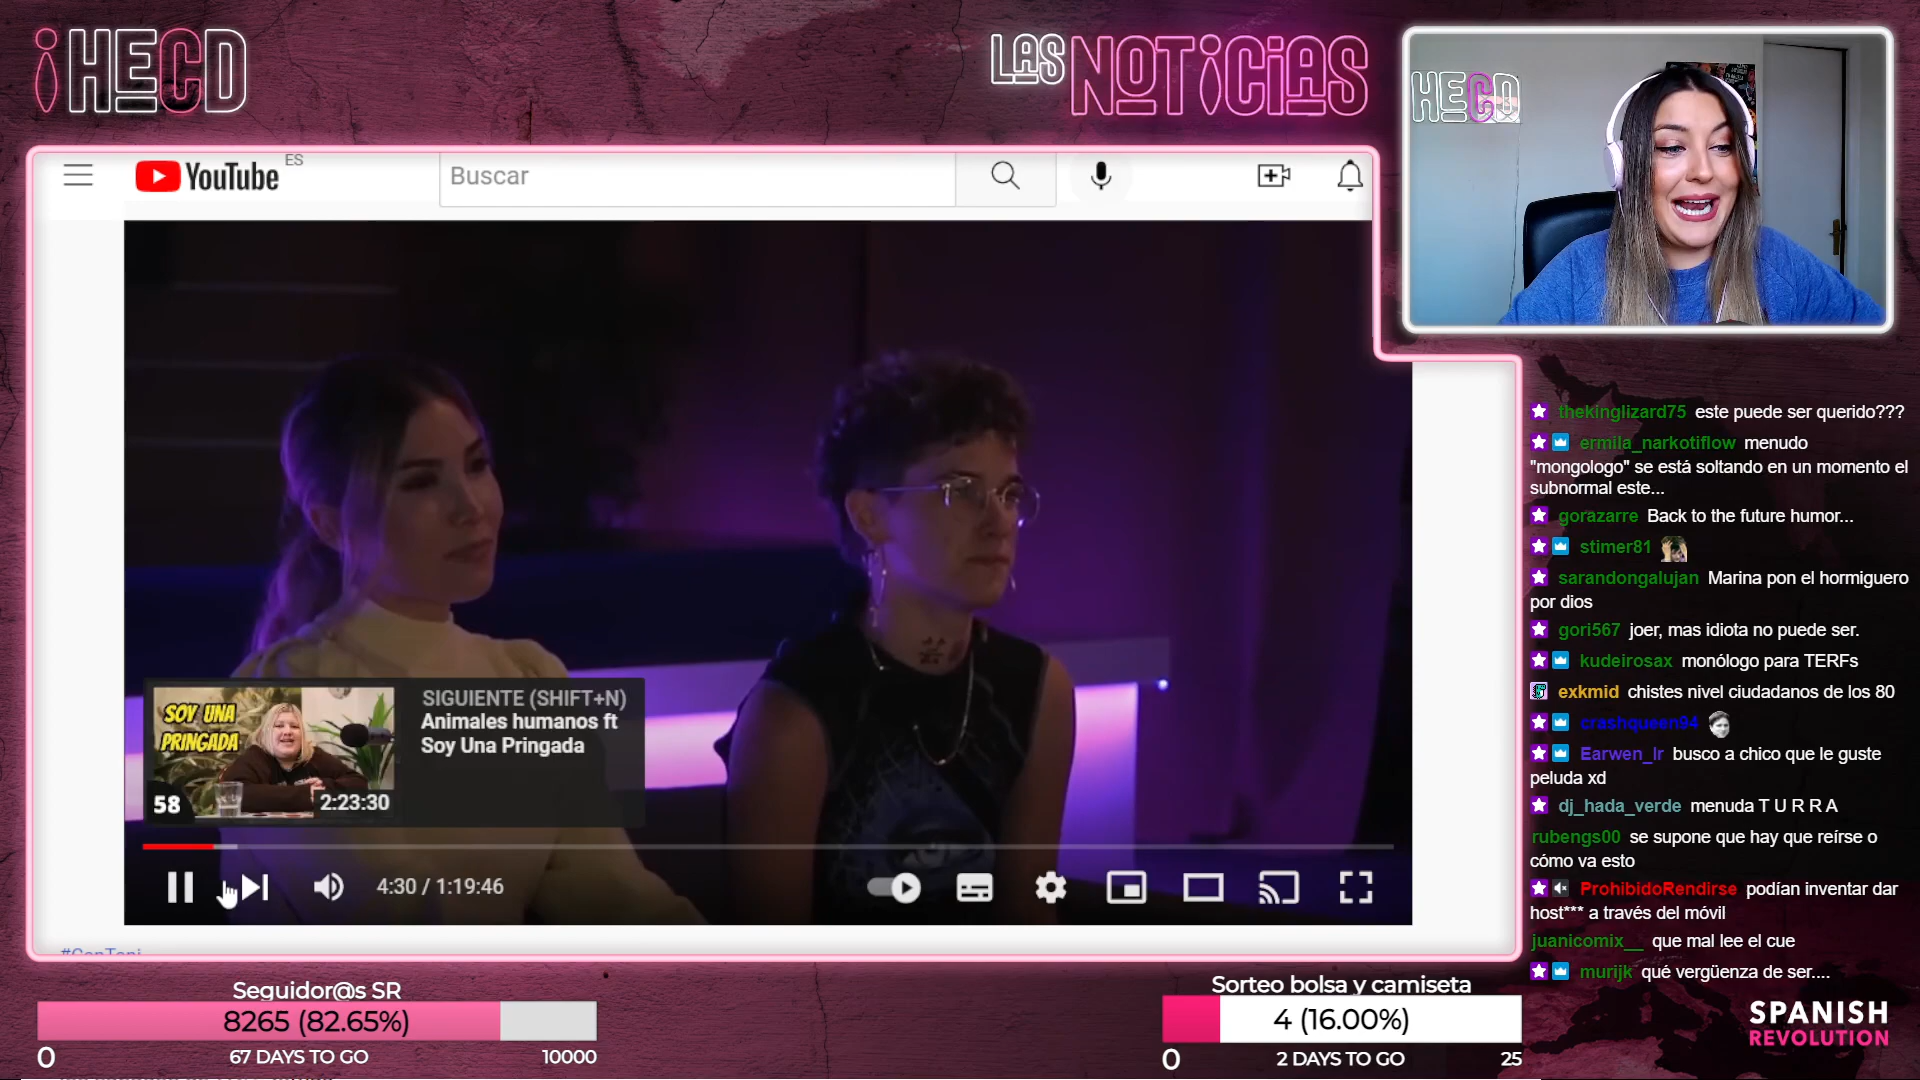 ¡HECD
LAS NOTICIAS
HECD
YouTube ES
Buscar
SOY UNA
PRINGADA
58
2:23:30
SIGUIENTE (SHIFT+N)
Animales humanos ft
Soy Una Pringada
4:30 / 1:19:46
#ConToni
thekinglizard75 este puede ser querido???
ermila_narkotiflow menudo
"mongologo" se está soltando en un momento el
subnormal este...
gorazarre Back to the future humor...
stimer81
sarandongalujan Marina pon el hormiguero
por dios
gori567 joer, mas idiota no puede ser.
kudeirosax monólogo para TERFs
exkmid chistes nivel ciudadanos de los 80
crashqueen94
Earwen_lr busco a chico que le guste
peluda xd
dj_hada_verde menuda T U R R A
rubengs00 se supone que hay que reírse o
cómo va esto
ProhibidoRendirse podían inventar dar
host*** a través del móvil
juanicomix__ que mal lee el cue
murijk qué vergüenza de ser....
Seguidor@s SR
8265 (82.65%)
0
67 DAYS TO GO
10000
Sorteo bolsa y camiseta
4 (16.00%)
0
2 DAYS TO GO
25
SPANISH
REVOLUTION